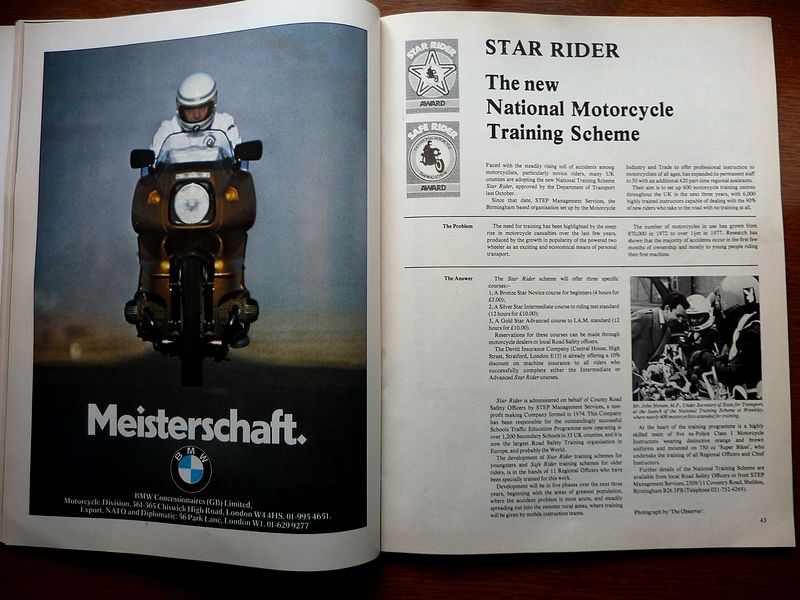 Meisterschaft.
BMW
BMW Concessionaires (GB) Limited,
Motorcycle Division, 361-365 Chiswick High Road, London W4 4HS. 01-995 4651.
Export, NATO and Diplomatic: 56 Park Lane, London W1. 01-629 9277
STAR RIDER
AWARD
SAFE RIDER
AWARD
STAR RIDER
The new
National Motorcycle
Training Scheme
Faced with the steadily rising toll of accidents among
motorcyclists, particularly novice riders, many UK
counties are adopting the new National Training Scheme
Star Rider, approved by the Department of Transport
last October.
Since that date, STEP Management Services, the
Birmingham based organisation set up by the Motorcycle
Industry and Trade to offer professional instruction to
motorcyclists of all ages, has expanded its permanent staff
to 50 with an additional 420 part-time regional assistants.
Their aim is to set up 600 motorcycle training centres
throughout the UK in the next three years, with 6,000
highly trained instructors capable of dealing with the 90%
of new riders who take to the road with no training at all.
The Problem
The need for training has been highlighted by the steep
rise in motorcycle casualties over the last few years,
produced by the growth in popularity of the powered two
wheeler as an exciting and economical means of personal
transport.
The number of motorcycles in use has grown from
870,000 in 1972 to over 1¼m in 1977. Research has
shown that the majority of accidents occur in the first few
months of ownership and mostly to young people riding
their first machine.
The Answer
The Star Rider scheme will offer three specific
courses:-
1, A Bronze Star Novice course for beginners (4 hours for
£3.00);
2, A Silver Star Intermediate course to riding test standard
(12 hours for £10.00);
3, A Gold Star Advanced course to I.A.M. standard (12
hours for £10.00).
Reservations for these courses can be made through
motorcycle dealers or local Road Safety officers.
The Devitt Insurance Company (Central House, High
Street, Stratford, London E15) is already offering a 10%
discount on machine insurance to all riders who
successfully complete either the Intermediate or
Advanced Star Rider courses.
Star Rider is administered on behalf of County Road
Safety Officers by STEP Management Services, a non-
profit making Company formed in 1974. This Company
has been responsible for the outstandingly successful
Schools Traffic Education Programme now operating in
over 1,200 Secondary Schools in 35 UK counties, and it is
now the largest Road Safety Training organisation in
Europe, and probably the World.
The development of Star Rider training schemes for
youngsters and Safe Rider training schemes for older
riders, is in the hands of 11 Regional Officers who have
been specially trained for this work.
Development will be in five phases over the next three
years, beginning with the areas of greatest population,
where the accident problem is most acute, and steadily
spreading out into the remoter rural areas, where training
will be given by mobile instruction teams.
Mr. John Horam, M.P., Under Secretary of State for Transport,
at the launch of the National Training Scheme at Wembley,
where nearly 400 motorcyclists attended for training.
At the heart of the training programme is a highly
skilled team of five ex-Police Class 1 Motorcycle
Instructors wearing distinctive orange and brown
uniforms and mounted on 750 cc 'Super Bikes', who
undertake the training of all Regional Officers and Chief
Instructors.
Further details of the National Training Scheme are
available from local Road Safety Officers or from STEP
Management Services, 2309/11 Coventry Road, Sheldon,
Birmingham B26 3PB (Telephone 021-752-4268).
Photograph by 'The Observer'.
43